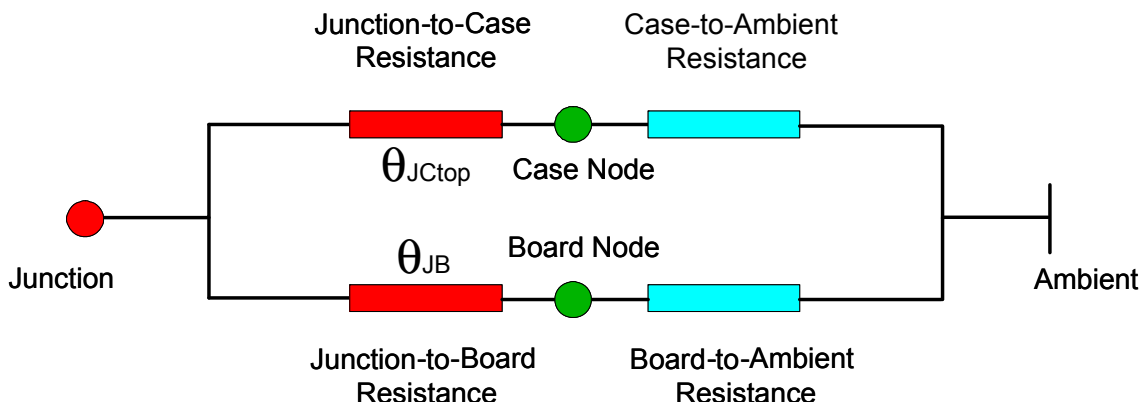 Junction-to-Case
Resistance
Case-to-Ambient
Resistance
θJCtop
Case Node
Junction
θJB
Board Node
Ambient
Junction-to-Board
Resistance
Board-to-Ambient
Resistance